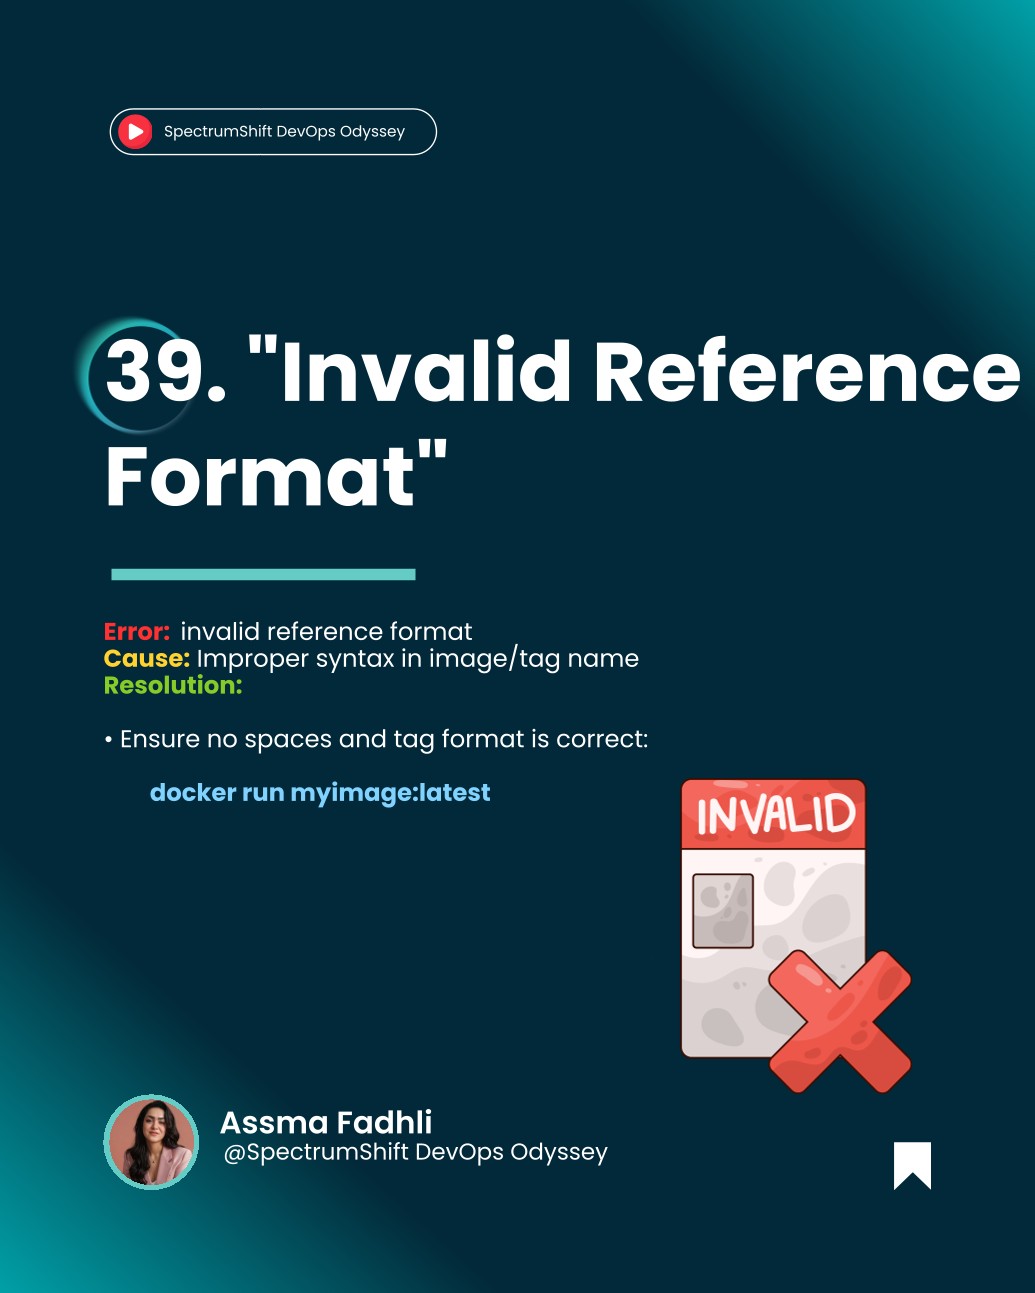 SpectrumShift DevOps Odyssey
39. "Invalid Reference
Format"
Error: invalid reference format
Cause: Improper syntax in image/tag name
Resolution:
• Ensure no spaces and tag format is correct:
docker run myimage:latest
INVALID
Assma Fadhli
@SpectrumShift DevOps Odyssey